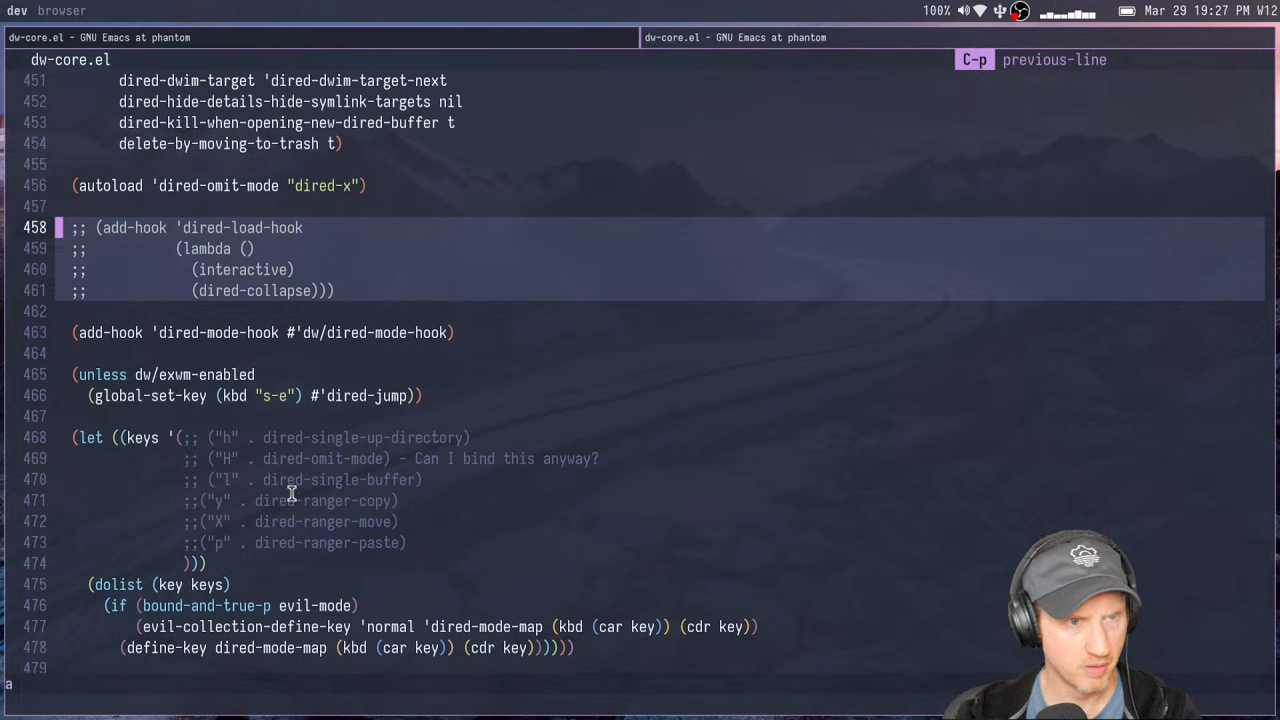 dev browser
100% Mar 29 19:27 PM W12
dw-core.el - GNU Emacs at phantom
dw-core.el - GNU Emacs at phantom
dw-core.el
C-p previous-line
451 dired-dwim-target 'dired-dwim-target-next
452 dired-hide-details-hide-symlink-targets nil
453 dired-kill-when-opening-new-dired-buffer t
454 delete-by-moving-to-trash t)
455
456 (autoload 'dired-omit-mode "dired-x")
457
458 ;; (add-hook 'dired-load-hook
459 ;; (lambda ()
460 ;; (interactive)
461 ;; (dired-collapse)))
462
463 (add-hook 'dired-mode-hook #'dw/dired-mode-hook)
464
465 (unless dw/exwm-enabled
466 (global-set-key (kbd "s-e") #'dired-jump))
467
468 (let ((keys '(;; ("h" . dired-single-up-directory)
469 ;; ("H" . dired-omit-mode) - Can I bind this anyway?
470 ;; ("l" . dired-single-buffer)
471 ;;("y" . dired-ranger-copy)
472 ;;("X" . dired-ranger-move)
473 ;;("p" . dired-ranger-paste)
474 )))
475 (dolist (key keys)
476 (if (bound-and-true-p evil-mode)
477 (evil-collection-define-key 'normal 'dired-mode-map (kbd (car key)) (cdr key))
478 (define-key dired-mode-map (kbd (car key)) (cdr key))))))
479
a